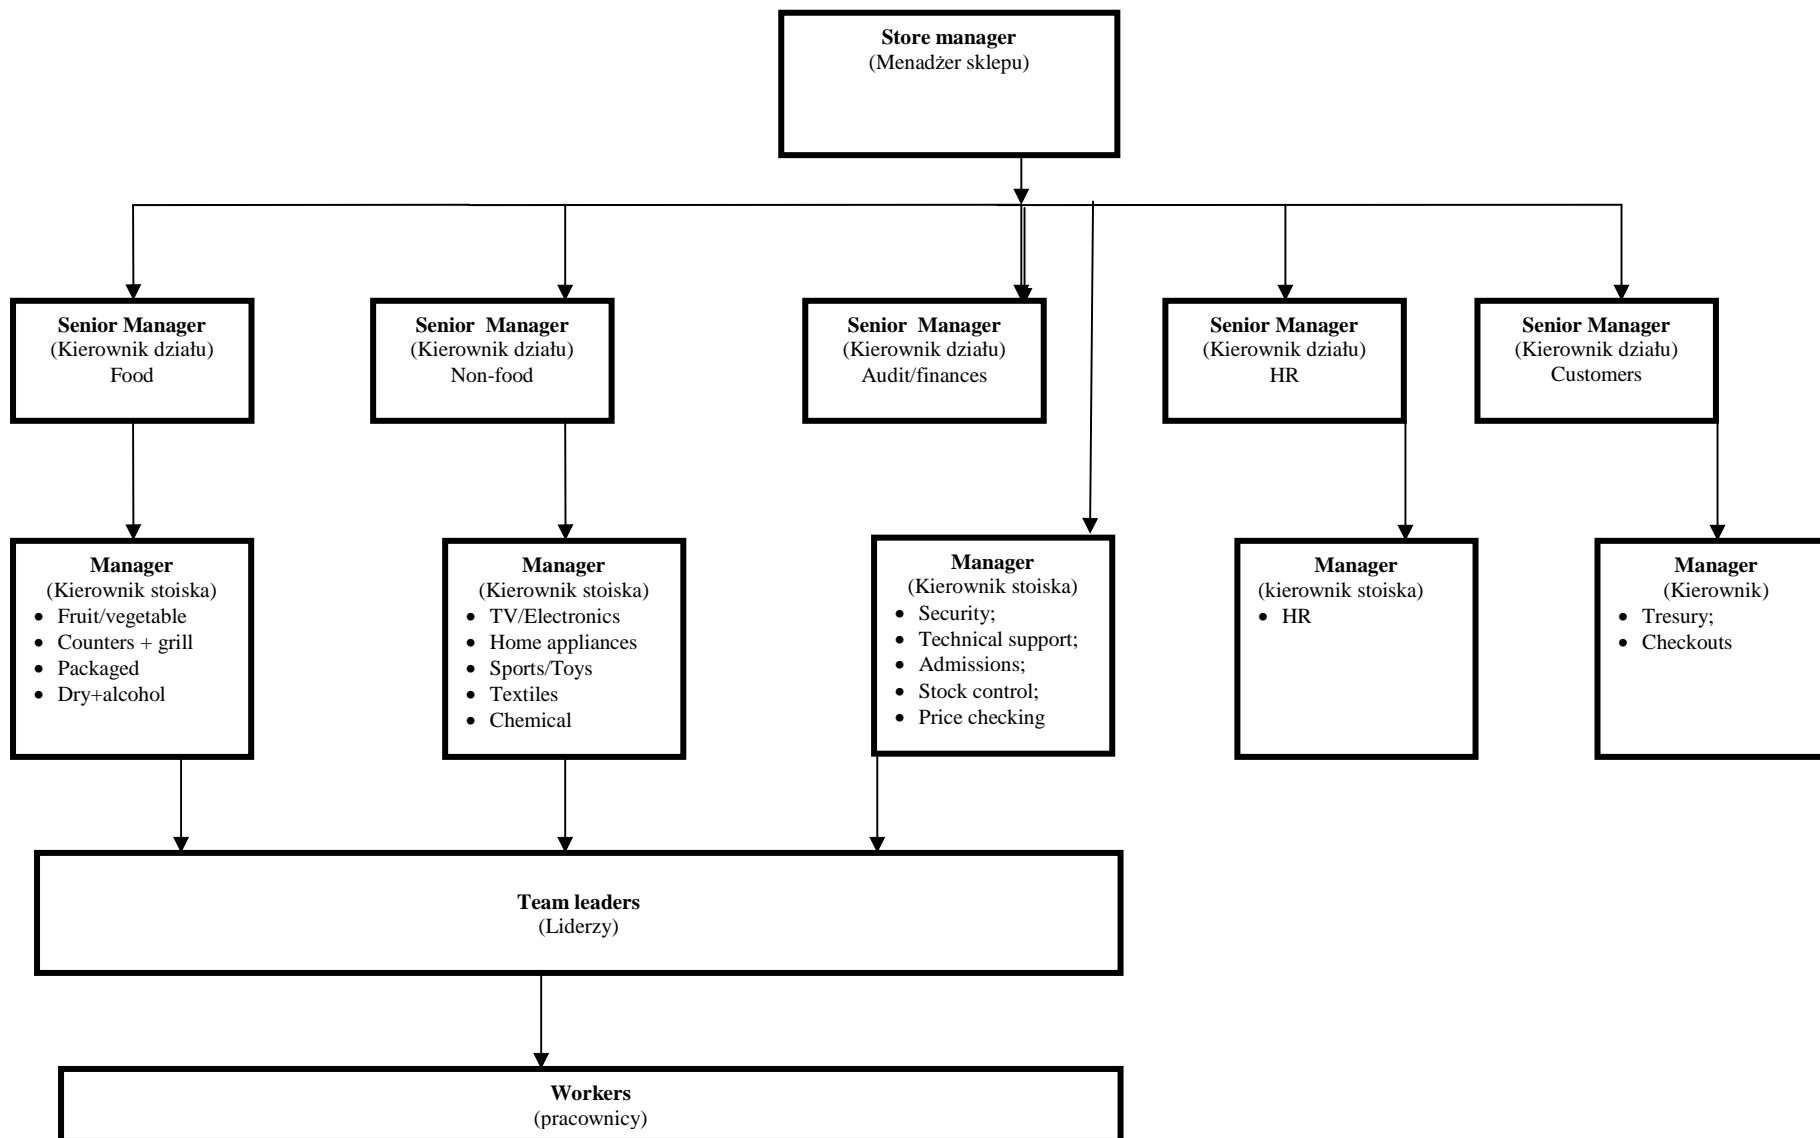 Store manager
(Menadżer sklepu)
Senior Manager
(Kierownik działu)
Food
Senior  Manager
(Kierownik działu)
Non-food
Senior  Manager
(Kierownik działu)
Audit/finances
Senior Manager
(Kierownik działu)
HR
Senior Manager
(Kierownik działu)
Customers
Manager
(Kierownik stoiska)
• Fruit/vegetable
• Counters + grill
• Packaged
• Dry+alcohol
Manager
(Kierownik stoiska)
• TV/Electronics
• Home appliances
• Sports/Toys
• Textiles
• Chemical
Manager
(Kierownik stoiska)
• Security;
• Technical support;
• Admissions;
• Stock control;
• Price checking
Manager
(kierownik stoiska)
• HR
Manager
(Kierownik)
• Tresury;
• Checkouts
Team leaders
(Liderzy)
Workers
(pracownicy)